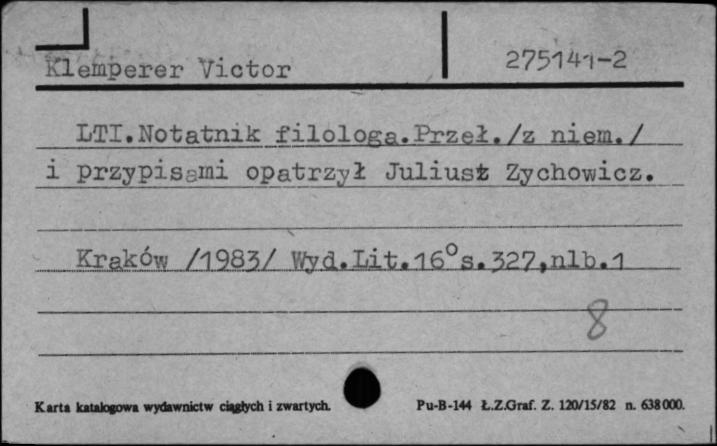 Klemperer Victor 275141-2
LTI.Notatnik filologa.Przeł./z niem./
i przypisami opatrzył Juliusz Zychowicz.
Kraków /1983/ Wyd.Lit.16°s.327,nlb.1
8
Karta katalogowa wydawnictw ciągłych i zwartych. Pu-B-144 Ł.Z.Graf. Z. 120/15/82 n. 638000.